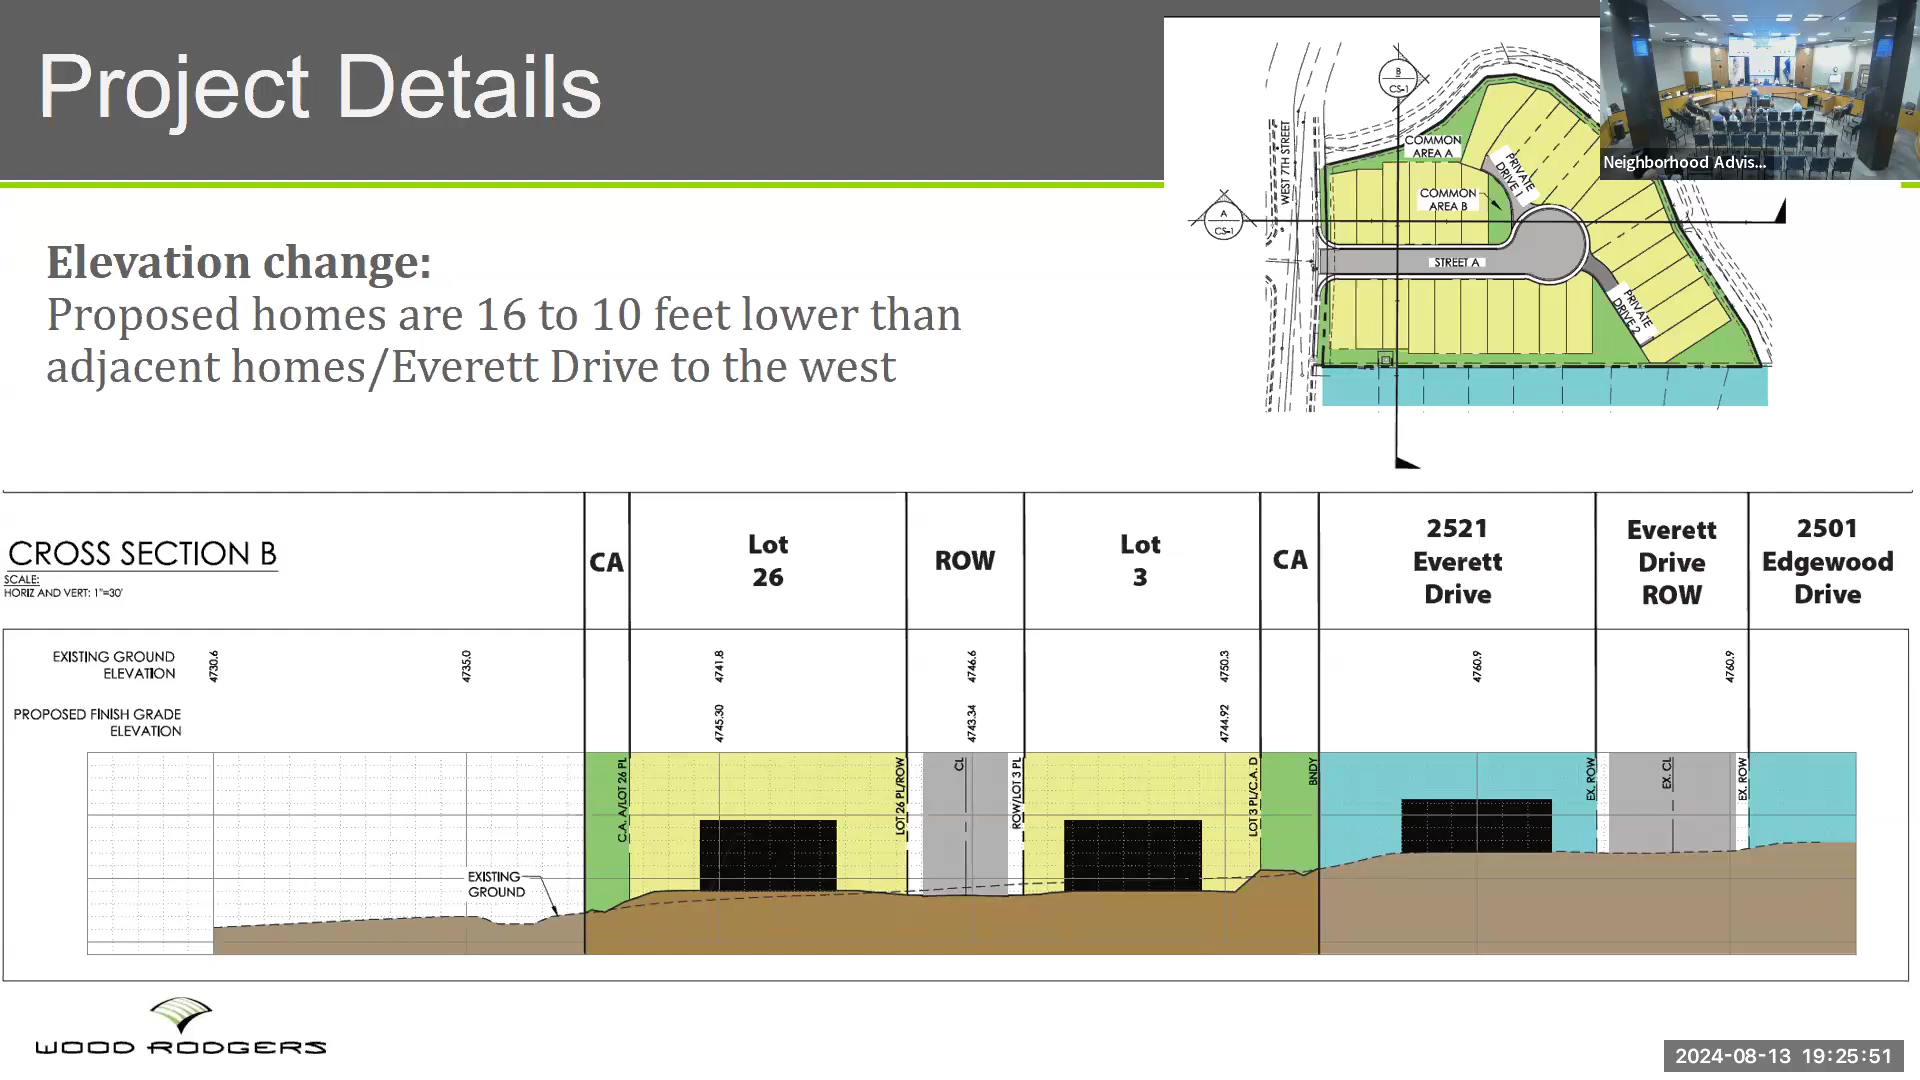 Project Details
Neighborhood Advis...
B
CS-1
WEST 7TH STREET
COMMON
AREA A
PRIVATE
DRIVE 1
COMMON
AREA B
A
CS-1
STREET A
PRIVATE
DRIVE 2
Elevation change:
Proposed homes are 16 to 10 feet lower than
adjacent homes/Everett Drive to the west
CROSS SECTION B
SCALE:
HORIZ AND VERT: 1"=30'
CA
Lot
26
ROW
Lot
3
CA
2521
Everett
Drive
Everett
Drive
ROW
2501
Edgewood
Drive
EXISTING GROUND
ELEVATION
4730.6
4735.0
4741.8
4746.6
4750.3
4760.9
4760.9
PROPOSED FINISH GRADE
ELEVATION
4745.30
4743.34
4744.92
C.A. A/LOT 26 PL
LOT 26 PL/ROW
CL
ROW/LOT 3 PL
LOT 3 PL/C.A. D
BNDY
EX. ROW
EX. CL
EX. ROW
EXISTING
GROUND
WOOD RODGERS
2024-08-13 19:25:51